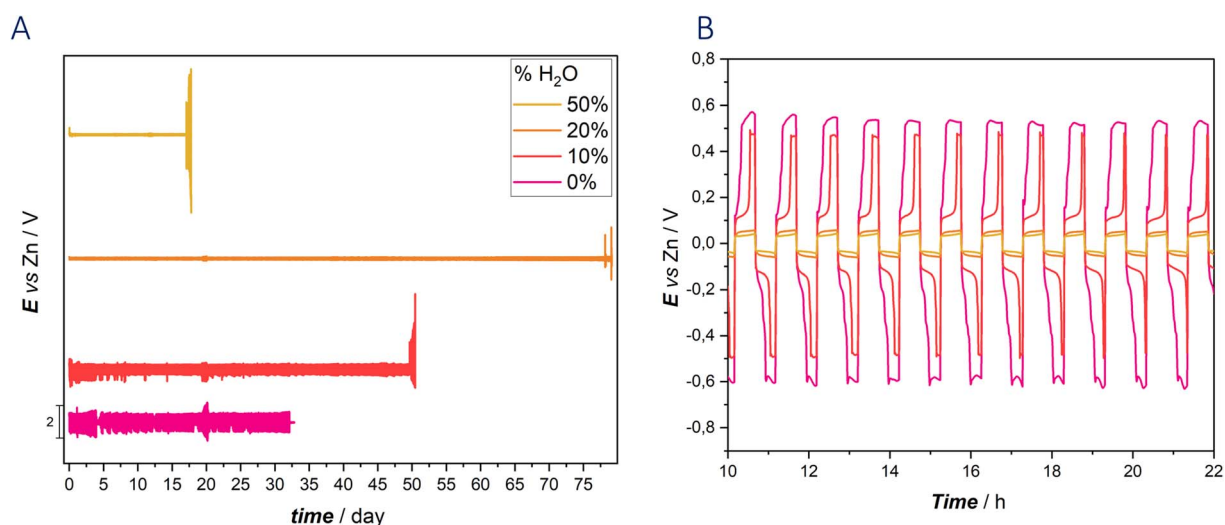 A
% H₂O
50%
20%
10%
0%
E vs Zn / V
2
0 5 10 15 20 25 30 35 40 45 50 55 60 65 70 75
time / day
B
0,8
0,6
0,4
0,2
0,0
-0,2
-0,4
-0,6
-0,8
E vs Zn / V
10 12 14 16 18 20 22
Time / h